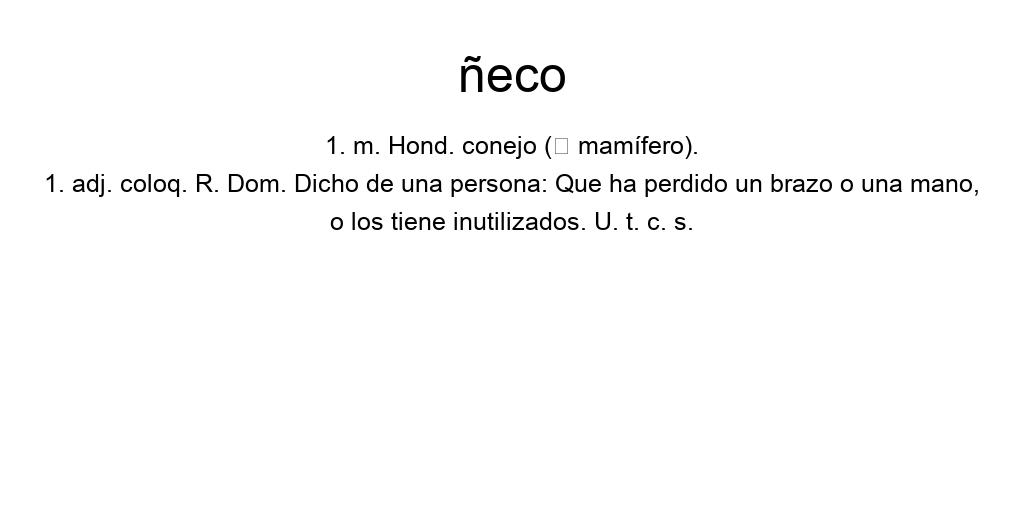 ñeco
1. m. Hond. conejo (□ mamífero).
1. adj. coloq. R. Dom. Dicho de una persona: Que ha perdido un brazo o una mano,
o los tiene inutilizados. U. t. c. s.